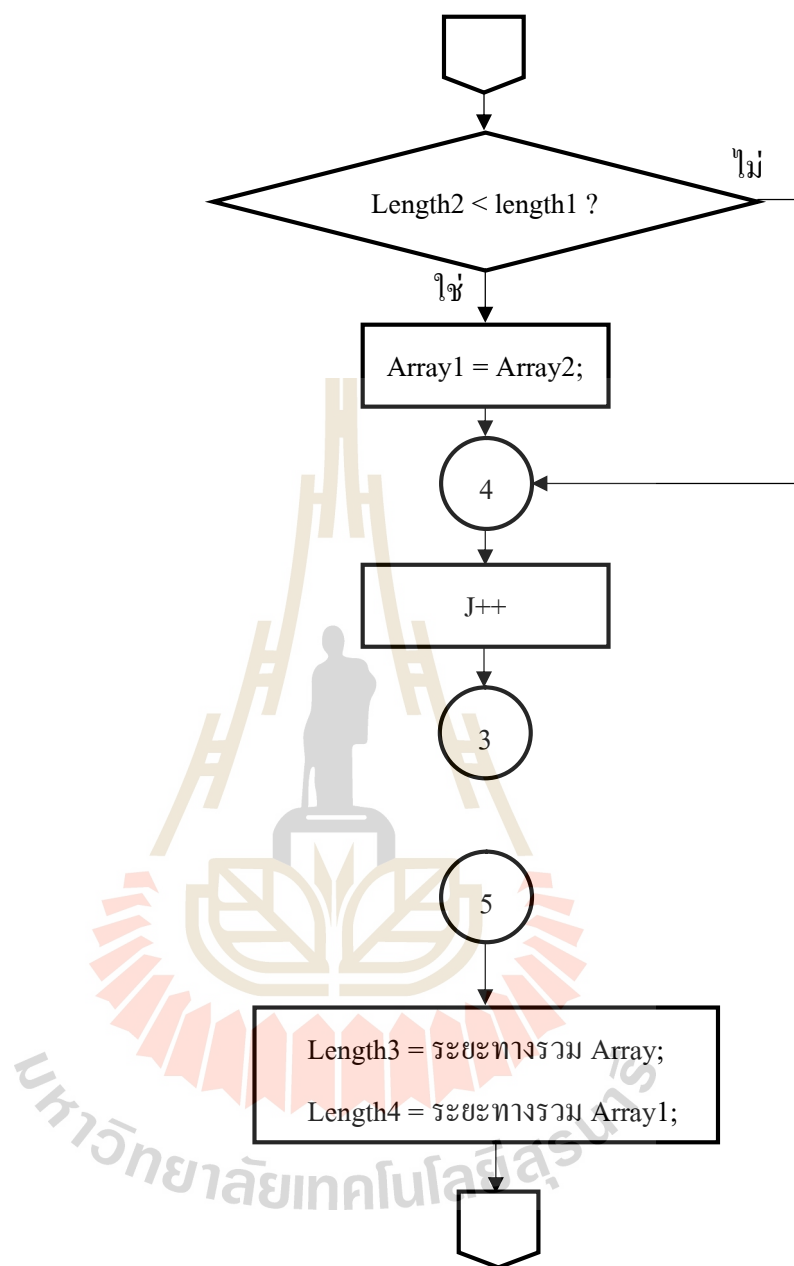 ไม่
Length2 < length1 ?
ใช่
Array1 = Array2;
4
J++
3
5
Length3 = ระยะทางรวม Array;
Length4 = ระยะทางรวม Array1;
มหาวิทยาลัยเทคโนโลยีสุรนารี